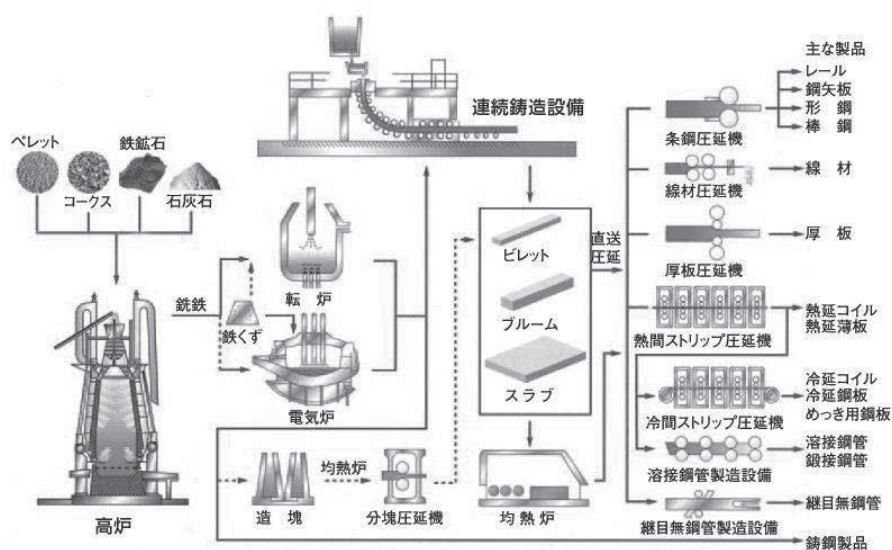 ペレット
鉄鉱石
コークス
石灰石
高炉
銑鉄
鉄くず
転炉
電気炉
連続鋳造設備
造塊
均熱炉
分塊圧延機
ビレット
ブルーム
スラブ
直送
圧延
均熱炉
条鋼圧延機
線材圧延機
厚板圧延機
熱間ストリップ圧延機
冷間ストリップ圧延機
溶接鋼管製造設備
継目無鋼管製造設備
主な製品
レール
鋼矢板
形鋼
棒鋼
線材
厚板
熱延コイル
熱延薄板
冷延コイル
冷延鋼板
めっき用鋼板
溶接鋼管
鍛接鋼管
継目無鋼管
鋳鋼製品